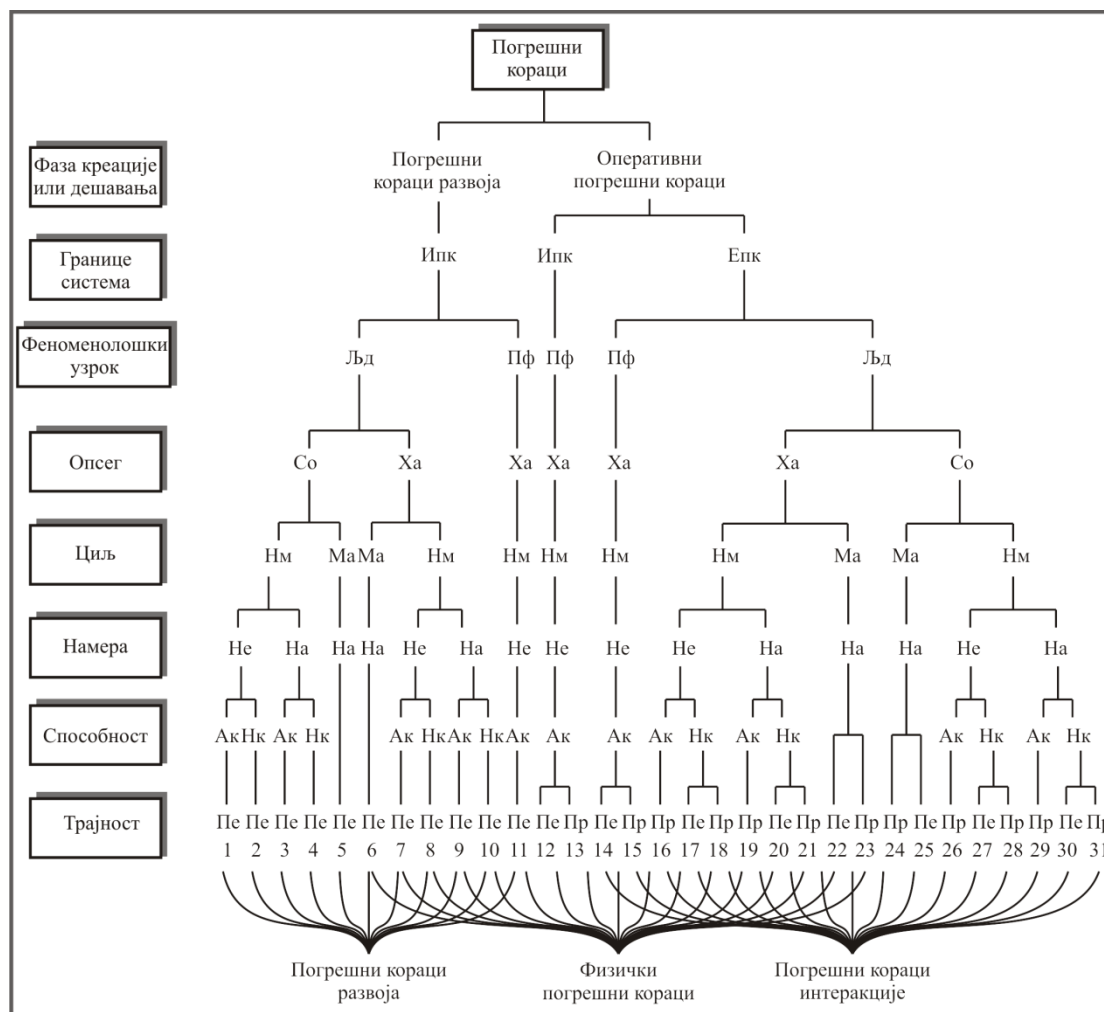 Погрешни
кораци
Фаза креације
или дешавања
Погрешни
кораци развоја
Оперативни
погрешни кораци
Границе
система
Ипк Ипк Епк
Феноменолошки
узрок
Љд Пф Пф Пф Љд
Опсег
Со Ха Ха Ха Ха Ха Со
Циљ
Нм Ма Ма Нм Нм Нм Нм Нм Ма Ма Нм
Намера
Не На На На Не На Не Не Не Не На На На Не На
Способност
Ак Нк Ак Нк Ак Нк Ак Нк Ак Ак Ак Ак Нк Ак Нк Ак Нк Ак Нк
Трајност
Пе Пе Пе Пе Пе Пе Пе Пе Пе Пе Пе Пе Пр Пе Пр Пр Пе Пр Пр Пе Пр Пе Пр Пр Пе Пр Пе Пр Пр Пе Пр
1 2 3 4 5 6 7 8 9 10 11 12 13 14 15 16 17 18 19 20 21 22 23 24 25 26 27 28 29 30 31
Погрешни кораци
развоја
Физички
погрешни кораци
Погрешни кораци
интеракције